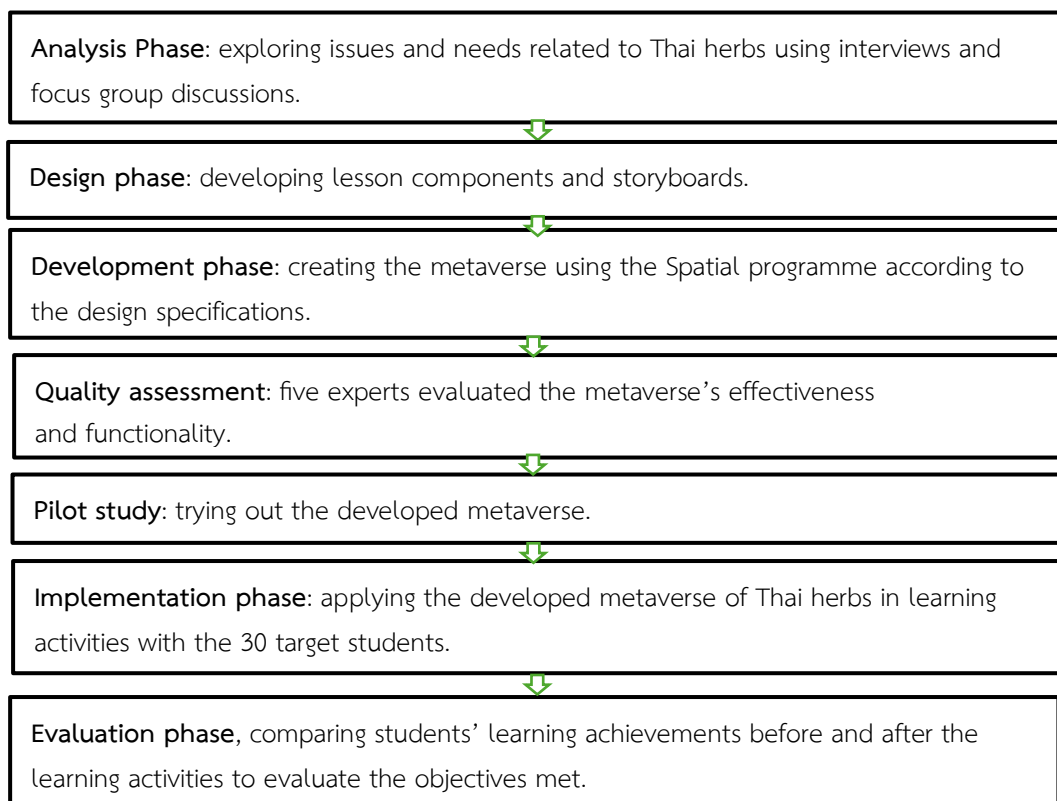 Analysis Phase: exploring issues and needs related to Thai herbs using interviews and
focus group discussions.
Design phase: developing lesson components and storyboards.
Development phase: creating the metaverse using the Spatial programme according to
the design specifications.
Quality assessment: five experts evaluated the metaverse’s effectiveness
and functionality.
Pilot study: trying out the developed metaverse.
Implementation phase: applying the developed metaverse of Thai herbs in learning
activities with the 30 target students.
Evaluation phase, comparing students’ learning achievements before and after the
learning activities to evaluate the objectives met.